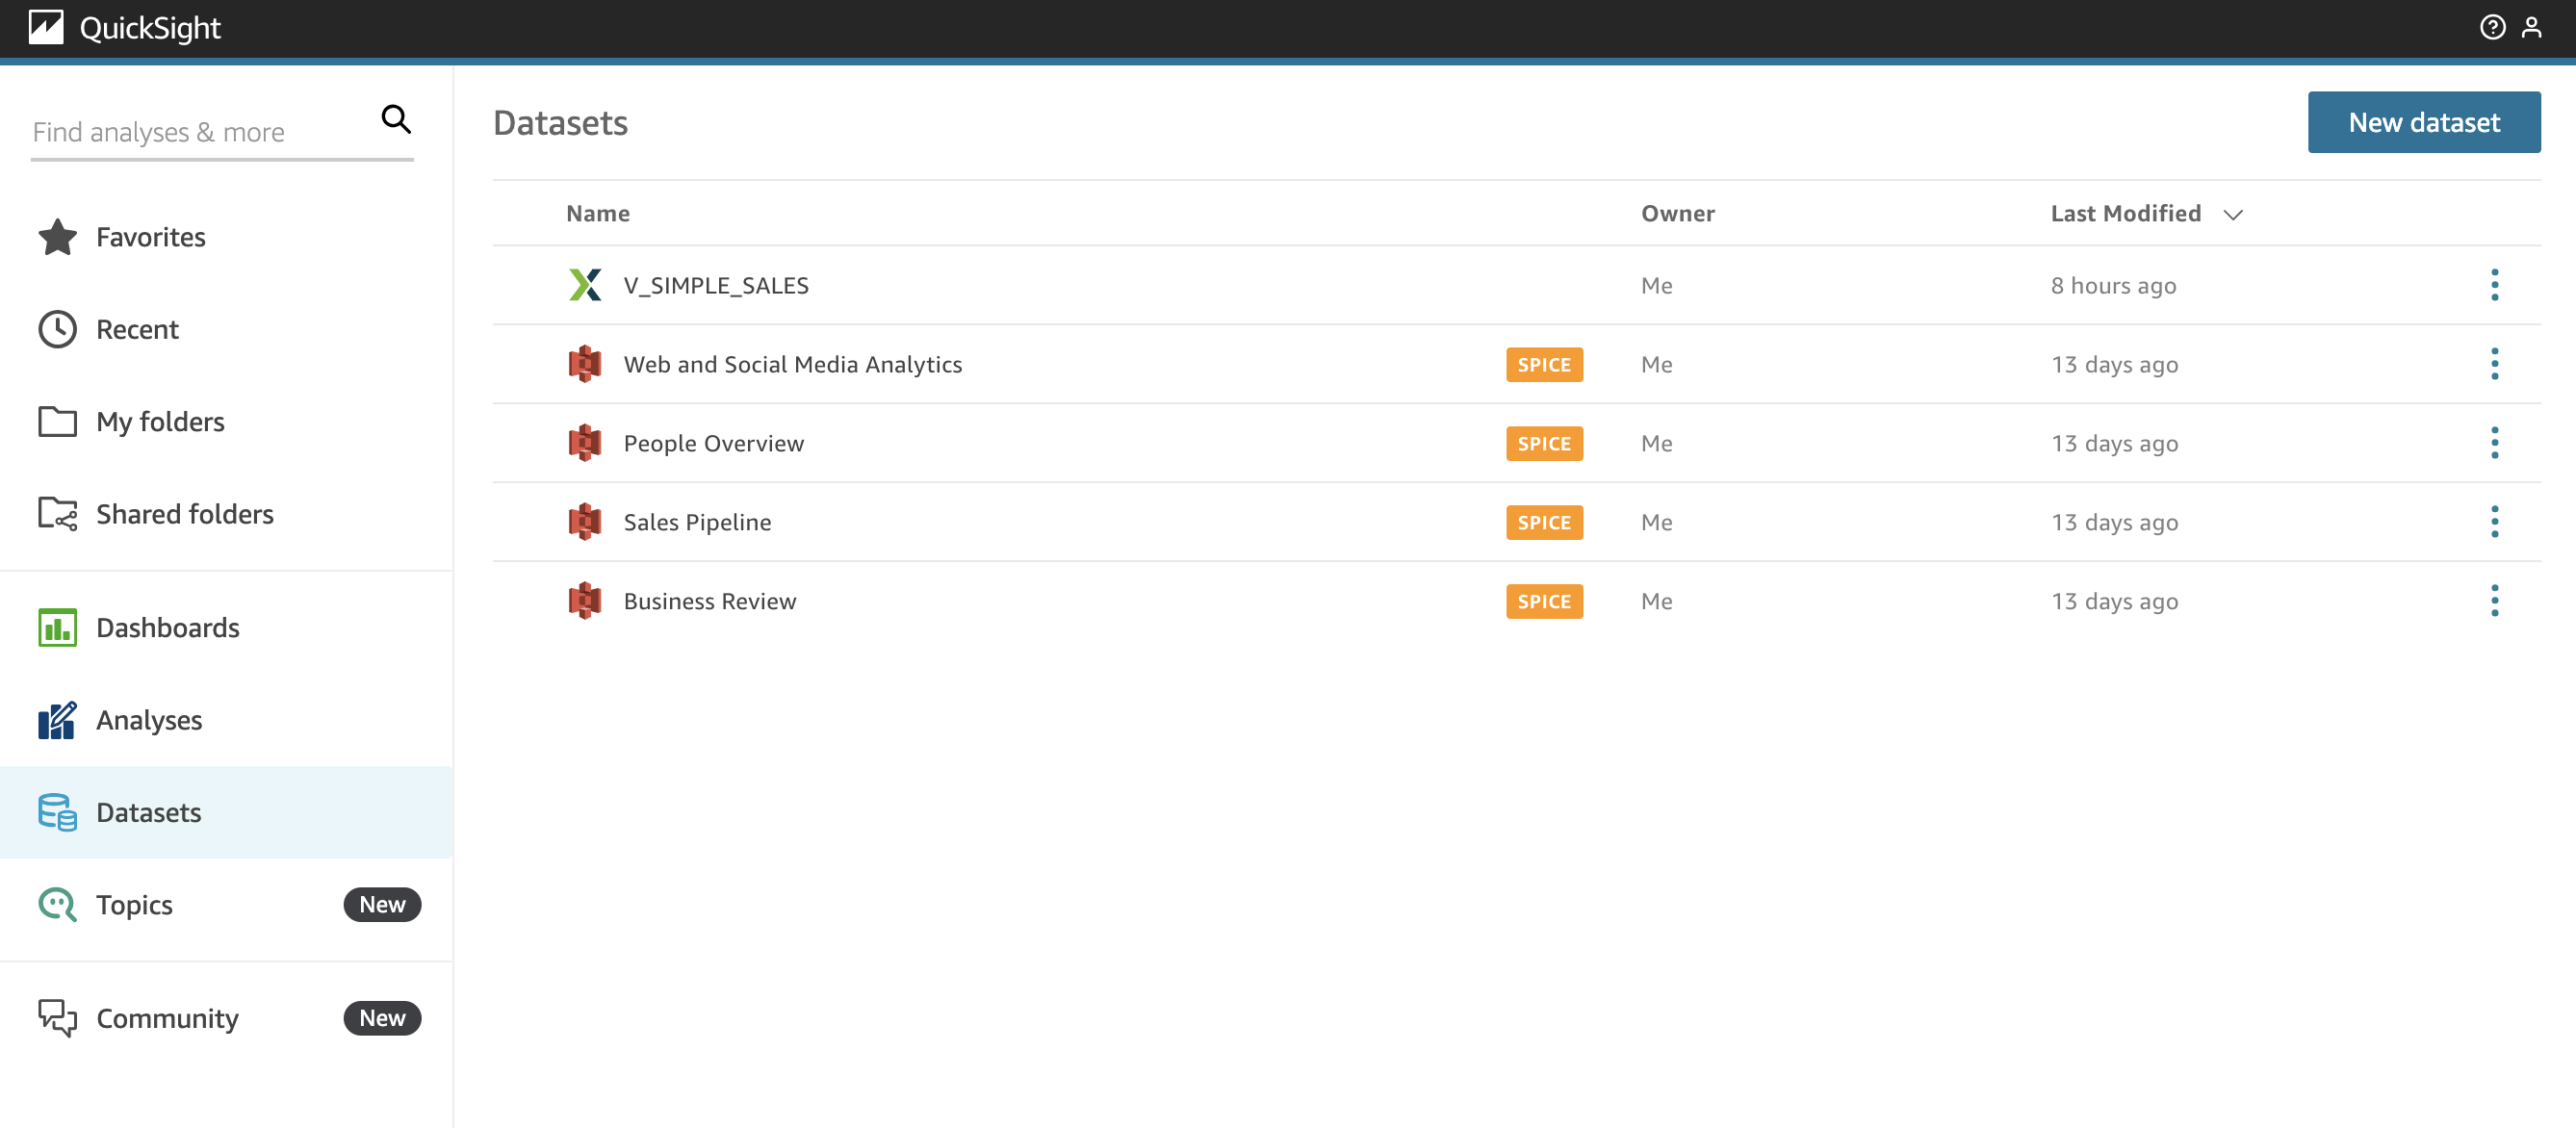 QuickSight
Find analyses & more
Favorites
Recent
My folders
Shared folders
Dashboards
Analyses
Datasets
Topics New
Community New
Datasets New dataset
Name Owner Last Modified
V_SIMPLE_SALES Me 8 hours ago
Web and Social Media Analytics SPICE Me 13 days ago
People Overview SPICE Me 13 days ago
Sales Pipeline SPICE Me 13 days ago
Business Review SPICE Me 13 days ago